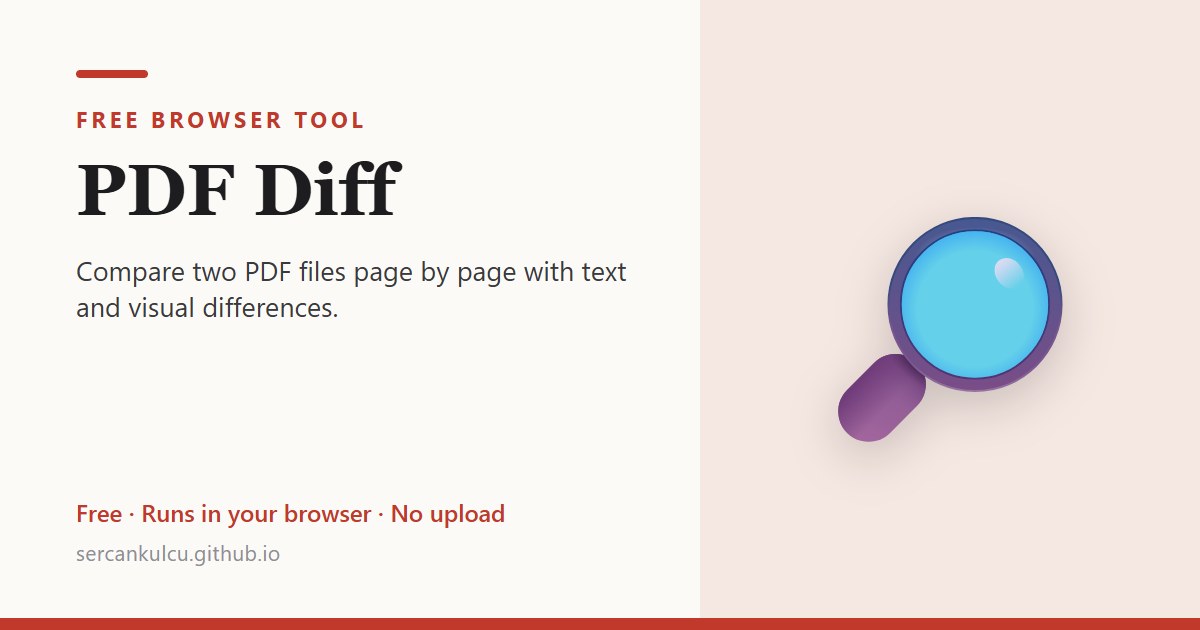 FREE BROWSER TOOL
PDF Diff
Compare two PDF files page by page with text
and visual differences.
Free · Runs in your browser · No upload
sercankulcu.github.io